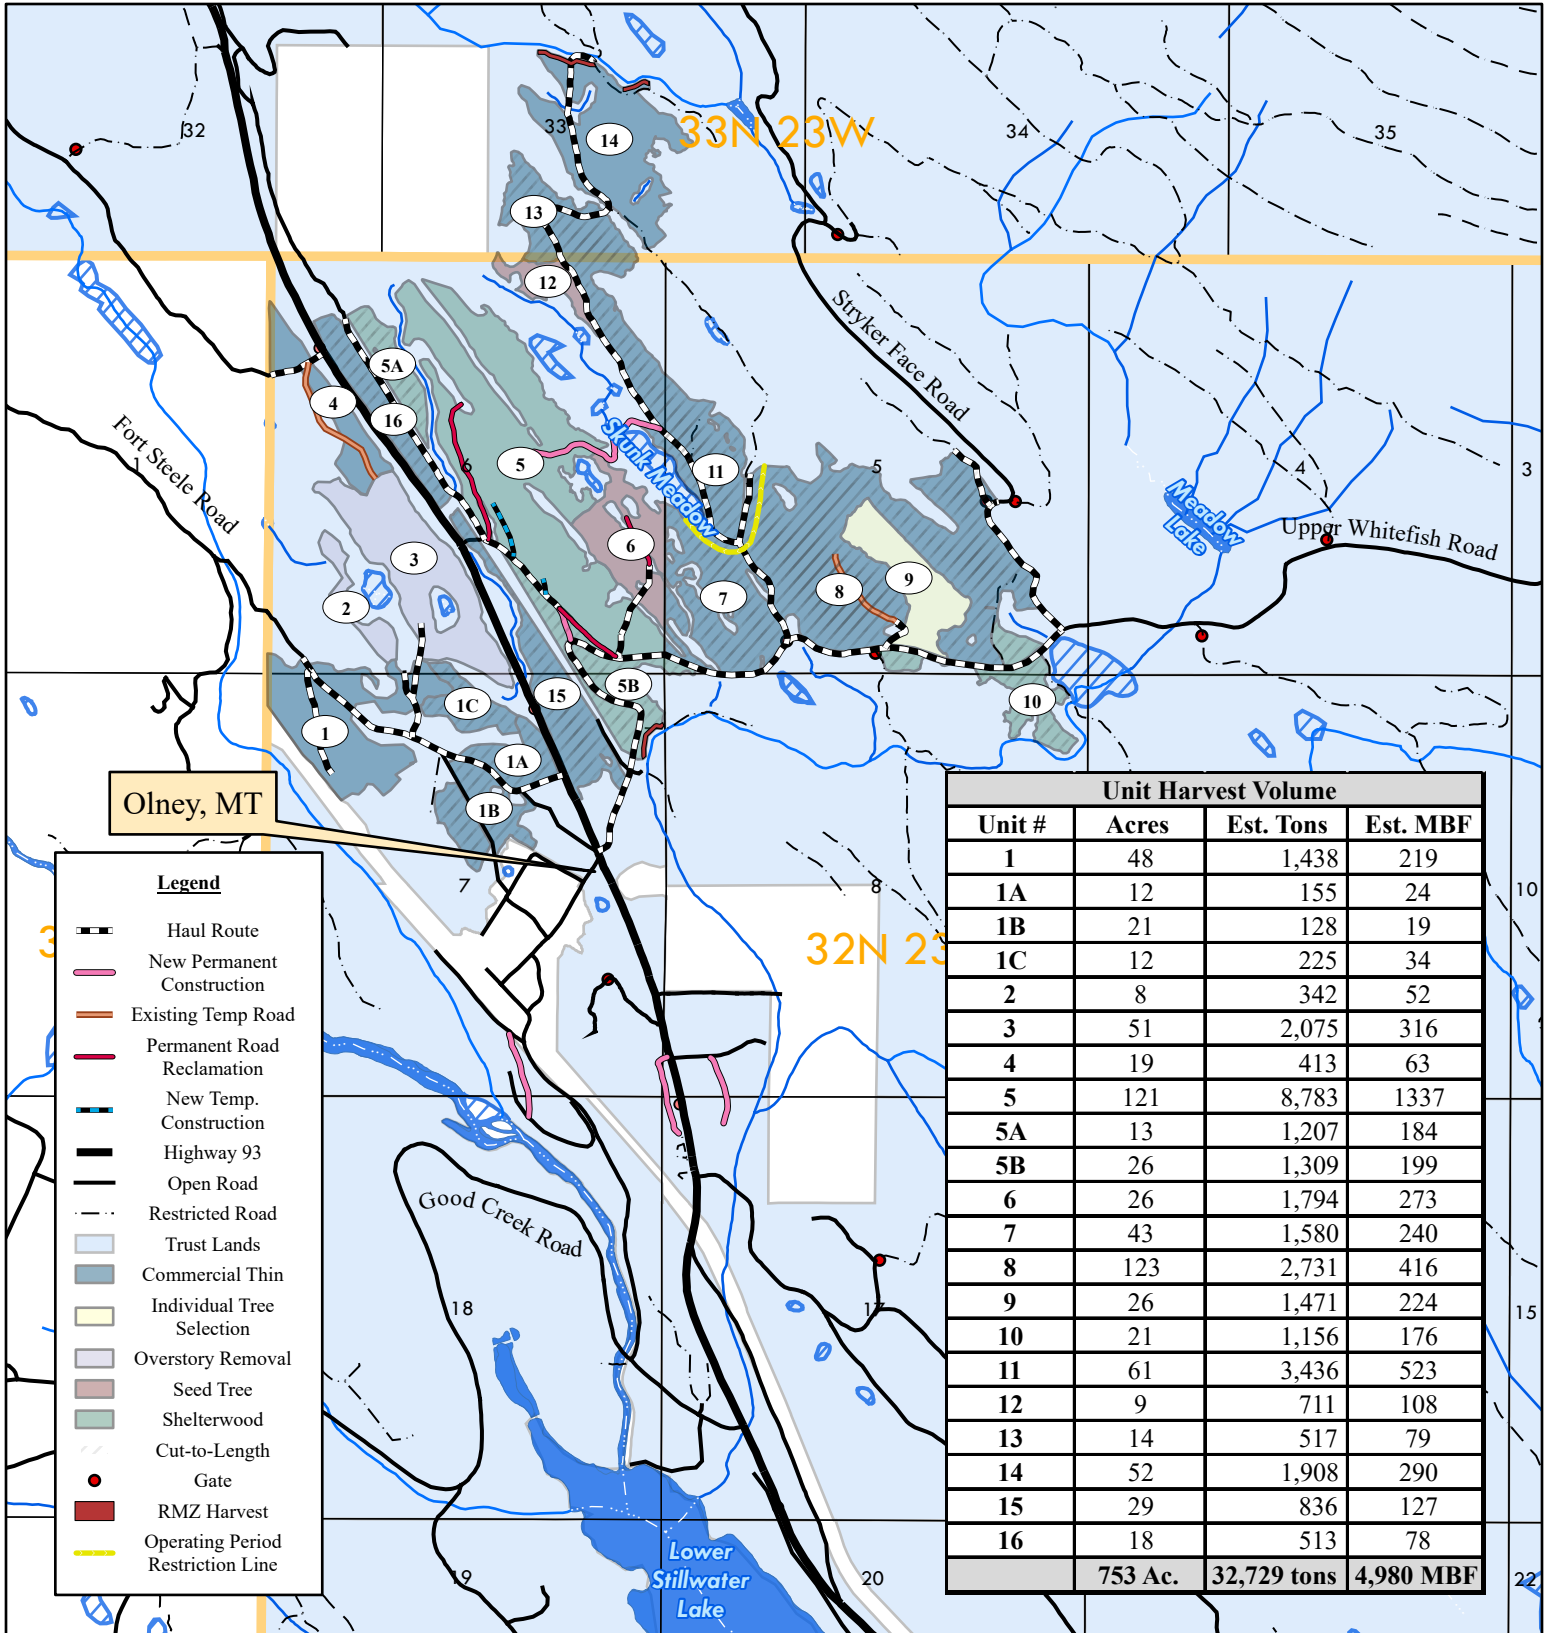 32
33
33N 23W
34
35
14
13
12
Stryker Face Road
5A
4
16
Fort Steele Road
1
6
5
Skunk Meadow
11
5
4
3
Meadow
Lake
Upper Whitefish Road
3
6
2
7
8
9
5B
15
1C
10
1
1A
1B
Olney, MT
7
8
10
3
32N 23
Legend
Haul Route
New Permanent
Construction
Existing Temp Road
Permanent Road
Reclamation
New Temp.
Construction
Highway 93
Open Road
Restricted Road
Trust Lands
Commercial Thin
Individual Tree
Selection
Overstory Removal
Seed Tree
Shelterwood
Cut-to-Length
Gate
RMZ Harvest
Operating Period
Restriction Line
Unit Harvest Volume
Unit # Acres Est. Tons Est. MBF
1 48 1,438 219
1A 12 155 24
1B 21 128 19
1C 12 225 34
2 8 342 52
3 51 2,075 316
4 19 413 63
5 121 8,783 1337
5A 13 1,207 184
5B 26 1,309 199
6 26 1,794 273
7 43 1,580 240
8 123 2,731 416
9 26 1,471 224
10 21 1,156 176
11 61 3,436 523
12 9 711 108
13 14 517 79
14 52 1,908 290
15 29 836 127
16 18 513 78
753 Ac. 32,729 tons 4,980 MBF
Good Creek Road
18
17
15
19
Lower
Stillwater
Lake
20
22